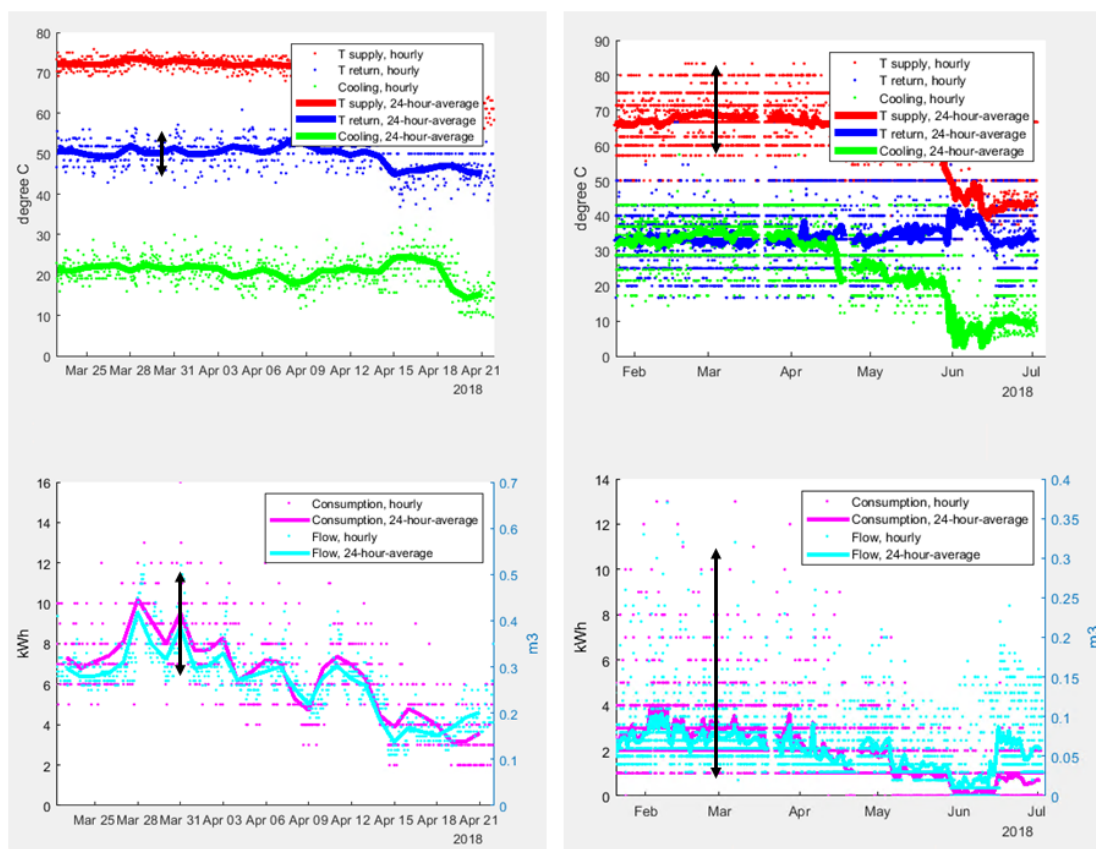 80
70
60
50
40
30
20
10
0
degree C
T supply, hourly
T return, hourly
Cooling, hourly
T supply, 24-hour-average
T return, 24-hour-average
Cooling, 24-hour-average
Mar 25 Mar 28 Mar 31 Apr 03 Apr 06 Apr 09 Apr 12 Apr 15 Apr 18 Apr 21
2018
90
80
70
60
50
40
30
20
10
0
degree C
T supply, hourly
T return, hourly
Cooling, hourly
T supply, 24-hour-average
T return, 24-hour-average
Cooling, 24-hour-average
Feb Mar Apr May Jun Jul
2018
16
14
12
10
8
6
4
2
0
kWh
Consumption, hourly
Consumption, 24-hour-average
Flow, hourly
Flow, 24-hour-average
0.7
0.6
0.5
0.4
0.3
0.2
0.1
0
m3
Mar 25 Mar 28 Mar 31 Apr 03 Apr 06 Apr 09 Apr 12 Apr 15 Apr 18 Apr 21
2018
14
12
10
8
6
4
2
0
kWh
Consumption, hourly
Consumption, 24-hour-average
Flow, hourly
Flow, 24-hour-average
0.4
0.35
0.3
0.25
0.2
0.15
0.1
0.05
0
m3
Feb Mar Apr May Jun Jul
2018